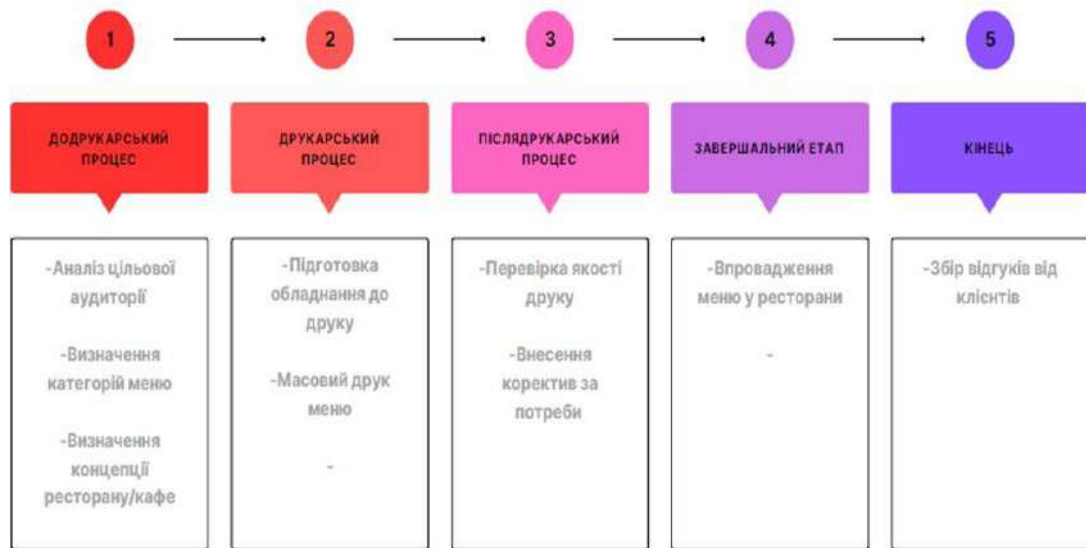 1
2
3
4
5
ДОДРУКАРСЬКИЙ
ПРОЦЕС
ДРУКАРСЬКИЙ
ПРОЦЕС
ПІСЛЯДРУКАРСЬКИЙ
ПРОЦЕС
ЗАВЕРШАЛЬНИЙ ЕТАП
КІНЕЦЬ
-Аналіз цільової
аудиторії
-Визначення
категорій меню
-Визначення
концепції
ресторану/кафе
-Підготовка
обладнання до
друку
-Масовий друк
меню
-
-Перевірка якості
друку
-Внесення
коректив за
потреби
-Впровадження
меню у ресторани
-
-Збір відгуків від
клієнтів